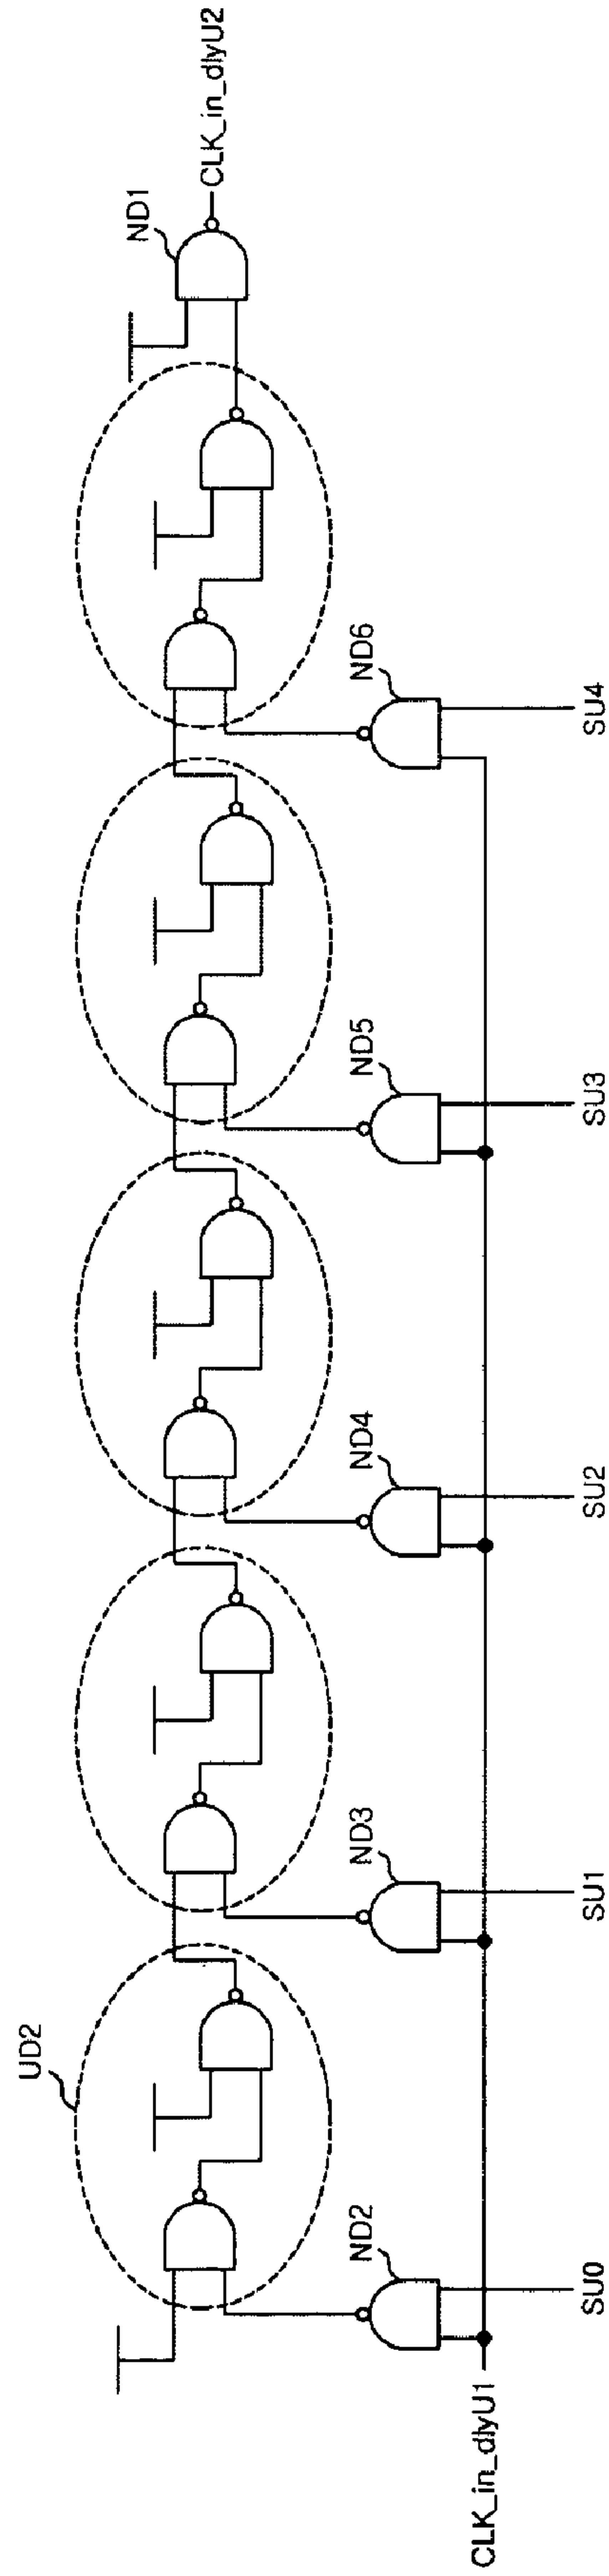 UD2
ND1
CLK_in_dlyU2
ND2
ND3
ND4
ND5
ND6
CLK_in_dlyU1
SU0
SU1
SU2
SU3
SU4